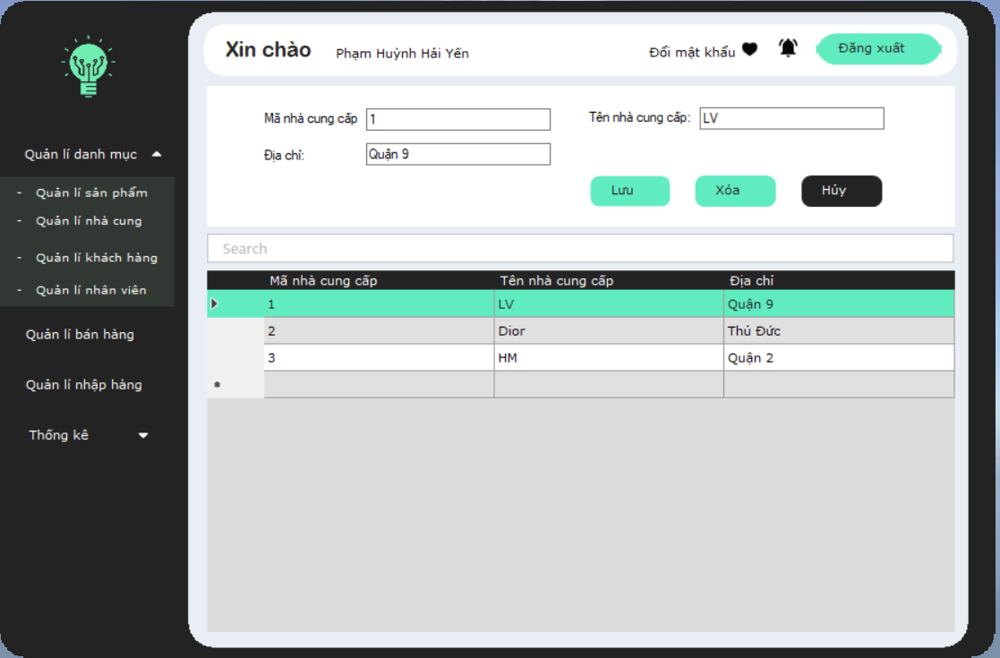 Xin chào Phạm Huỳnh Hải Yến Đổi mật khẩu Đăng xuất
Mã nhà cung cấp 1 Tên nhà cung cấp: LV
Địa chỉ: Quận 9
Lưu Xóa Hủy
Search
Quản lí danh mục
- Quản lí sản phẩm
- Quản lí nhà cung
- Quản lí khách hàng
- Quản lí nhân viên
Quản lí bán hàng
Quản lí nhập hàng
Thống kê
Mã nhà cung cấp Tên nhà cung cấp Địa chỉ
1 LV Quận 9
2 Dior Thủ Đức
3 HM Quận 2
*